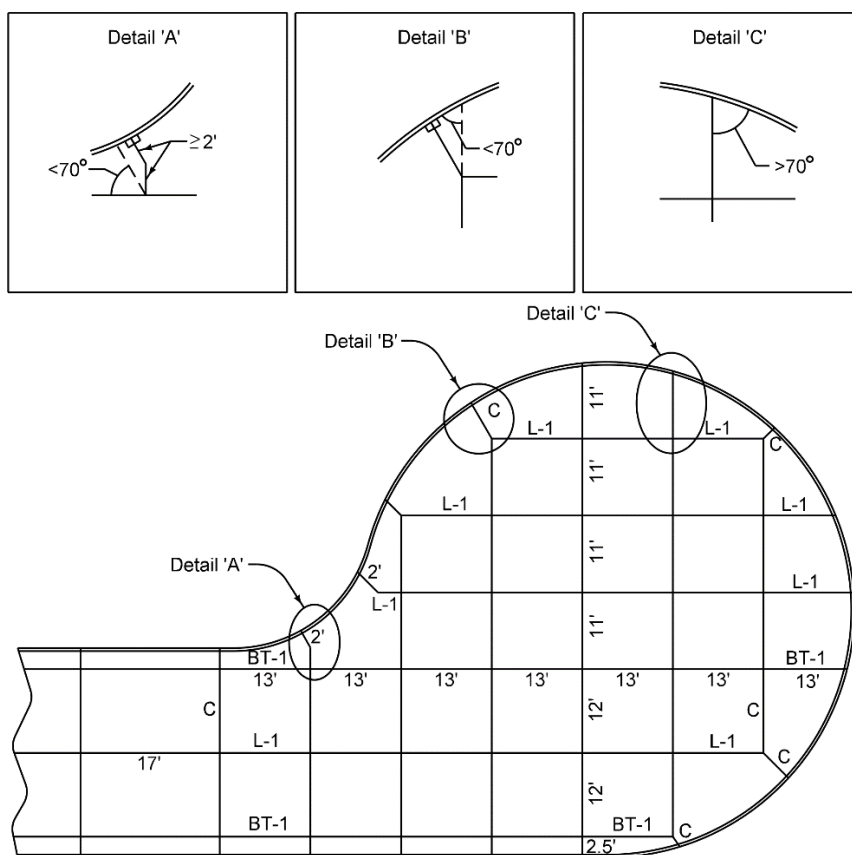 Detail 'A'
≥2'
<70°
Detail 'B'
<70°
Detail 'C'
>70°
Detail 'C'
Detail 'B'
C
11'
L-1
L-1
C
11'
L-1
L-1
Detail 'A'
2'
11'
L-1
L-1
2'
11'
BT-1
BT-1
13'
13'
13'
13'
13'
13'
13'
C
12'
C
L-1
L-1
17'
C
12'
BT-1
BT-1
C
2.5'